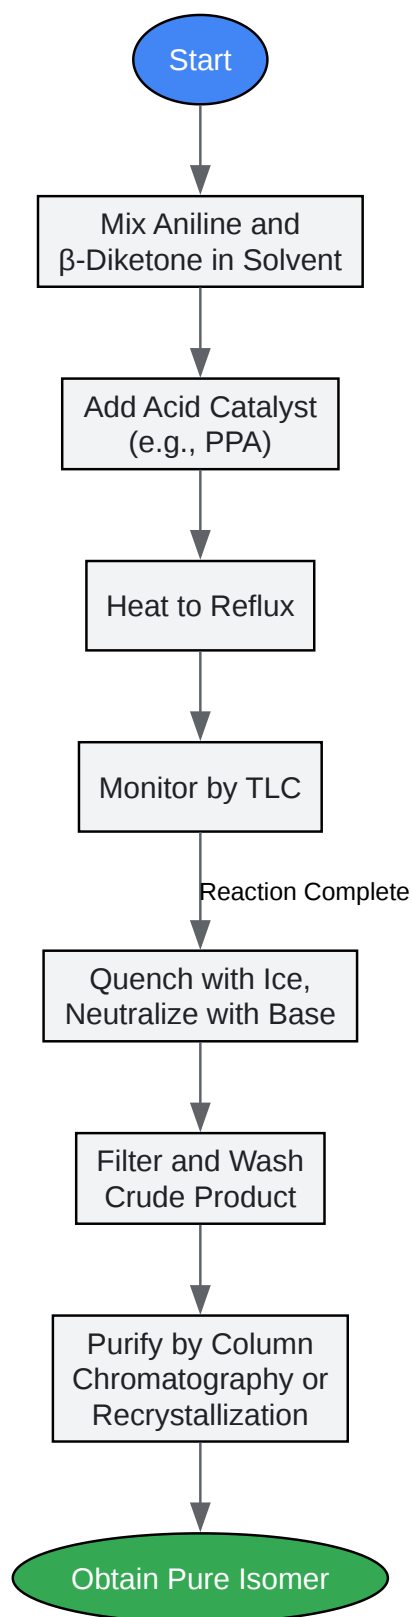 Start
Mix Aniline and
β-Diketone in Solvent
Add Acid Catalyst
(e.g., PPA)
Heat to Reflux
Monitor by TLC
Reaction Complete
Quench with Ice,
Neutralize with Base
Filter and Wash
Crude Product
Purify by Column
Chromatography or
Recrystallization
Obtain Pure Isomer